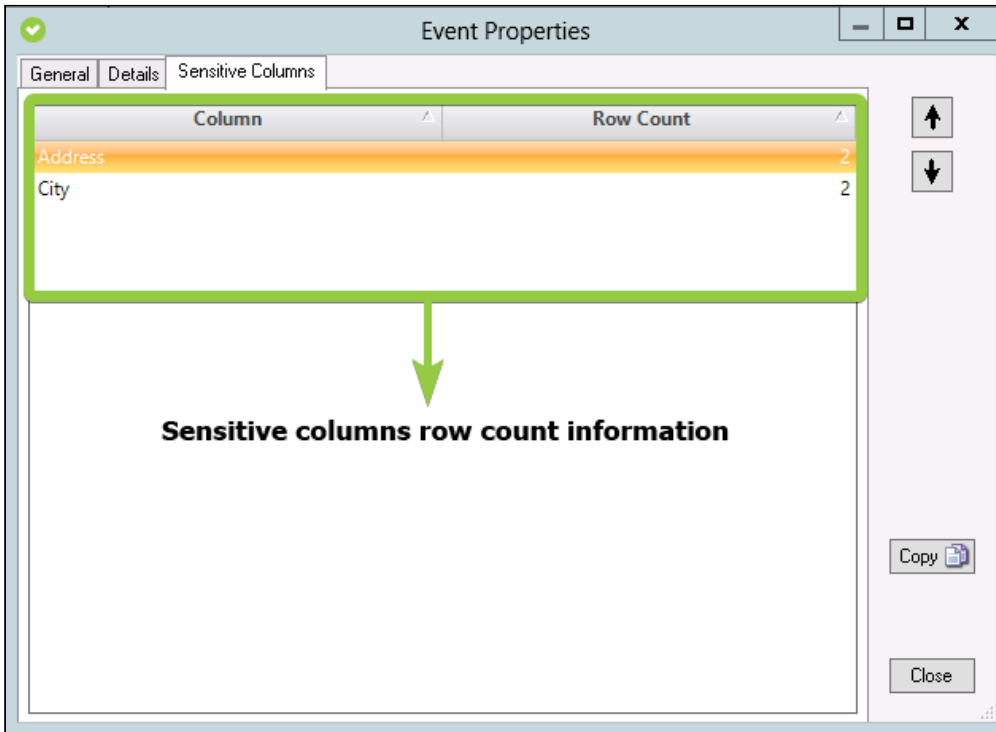 Event Properties
General Details Sensitive Columns
Column Row Count
Address 2
City 2
Sensitive columns row count information
Copy
Close